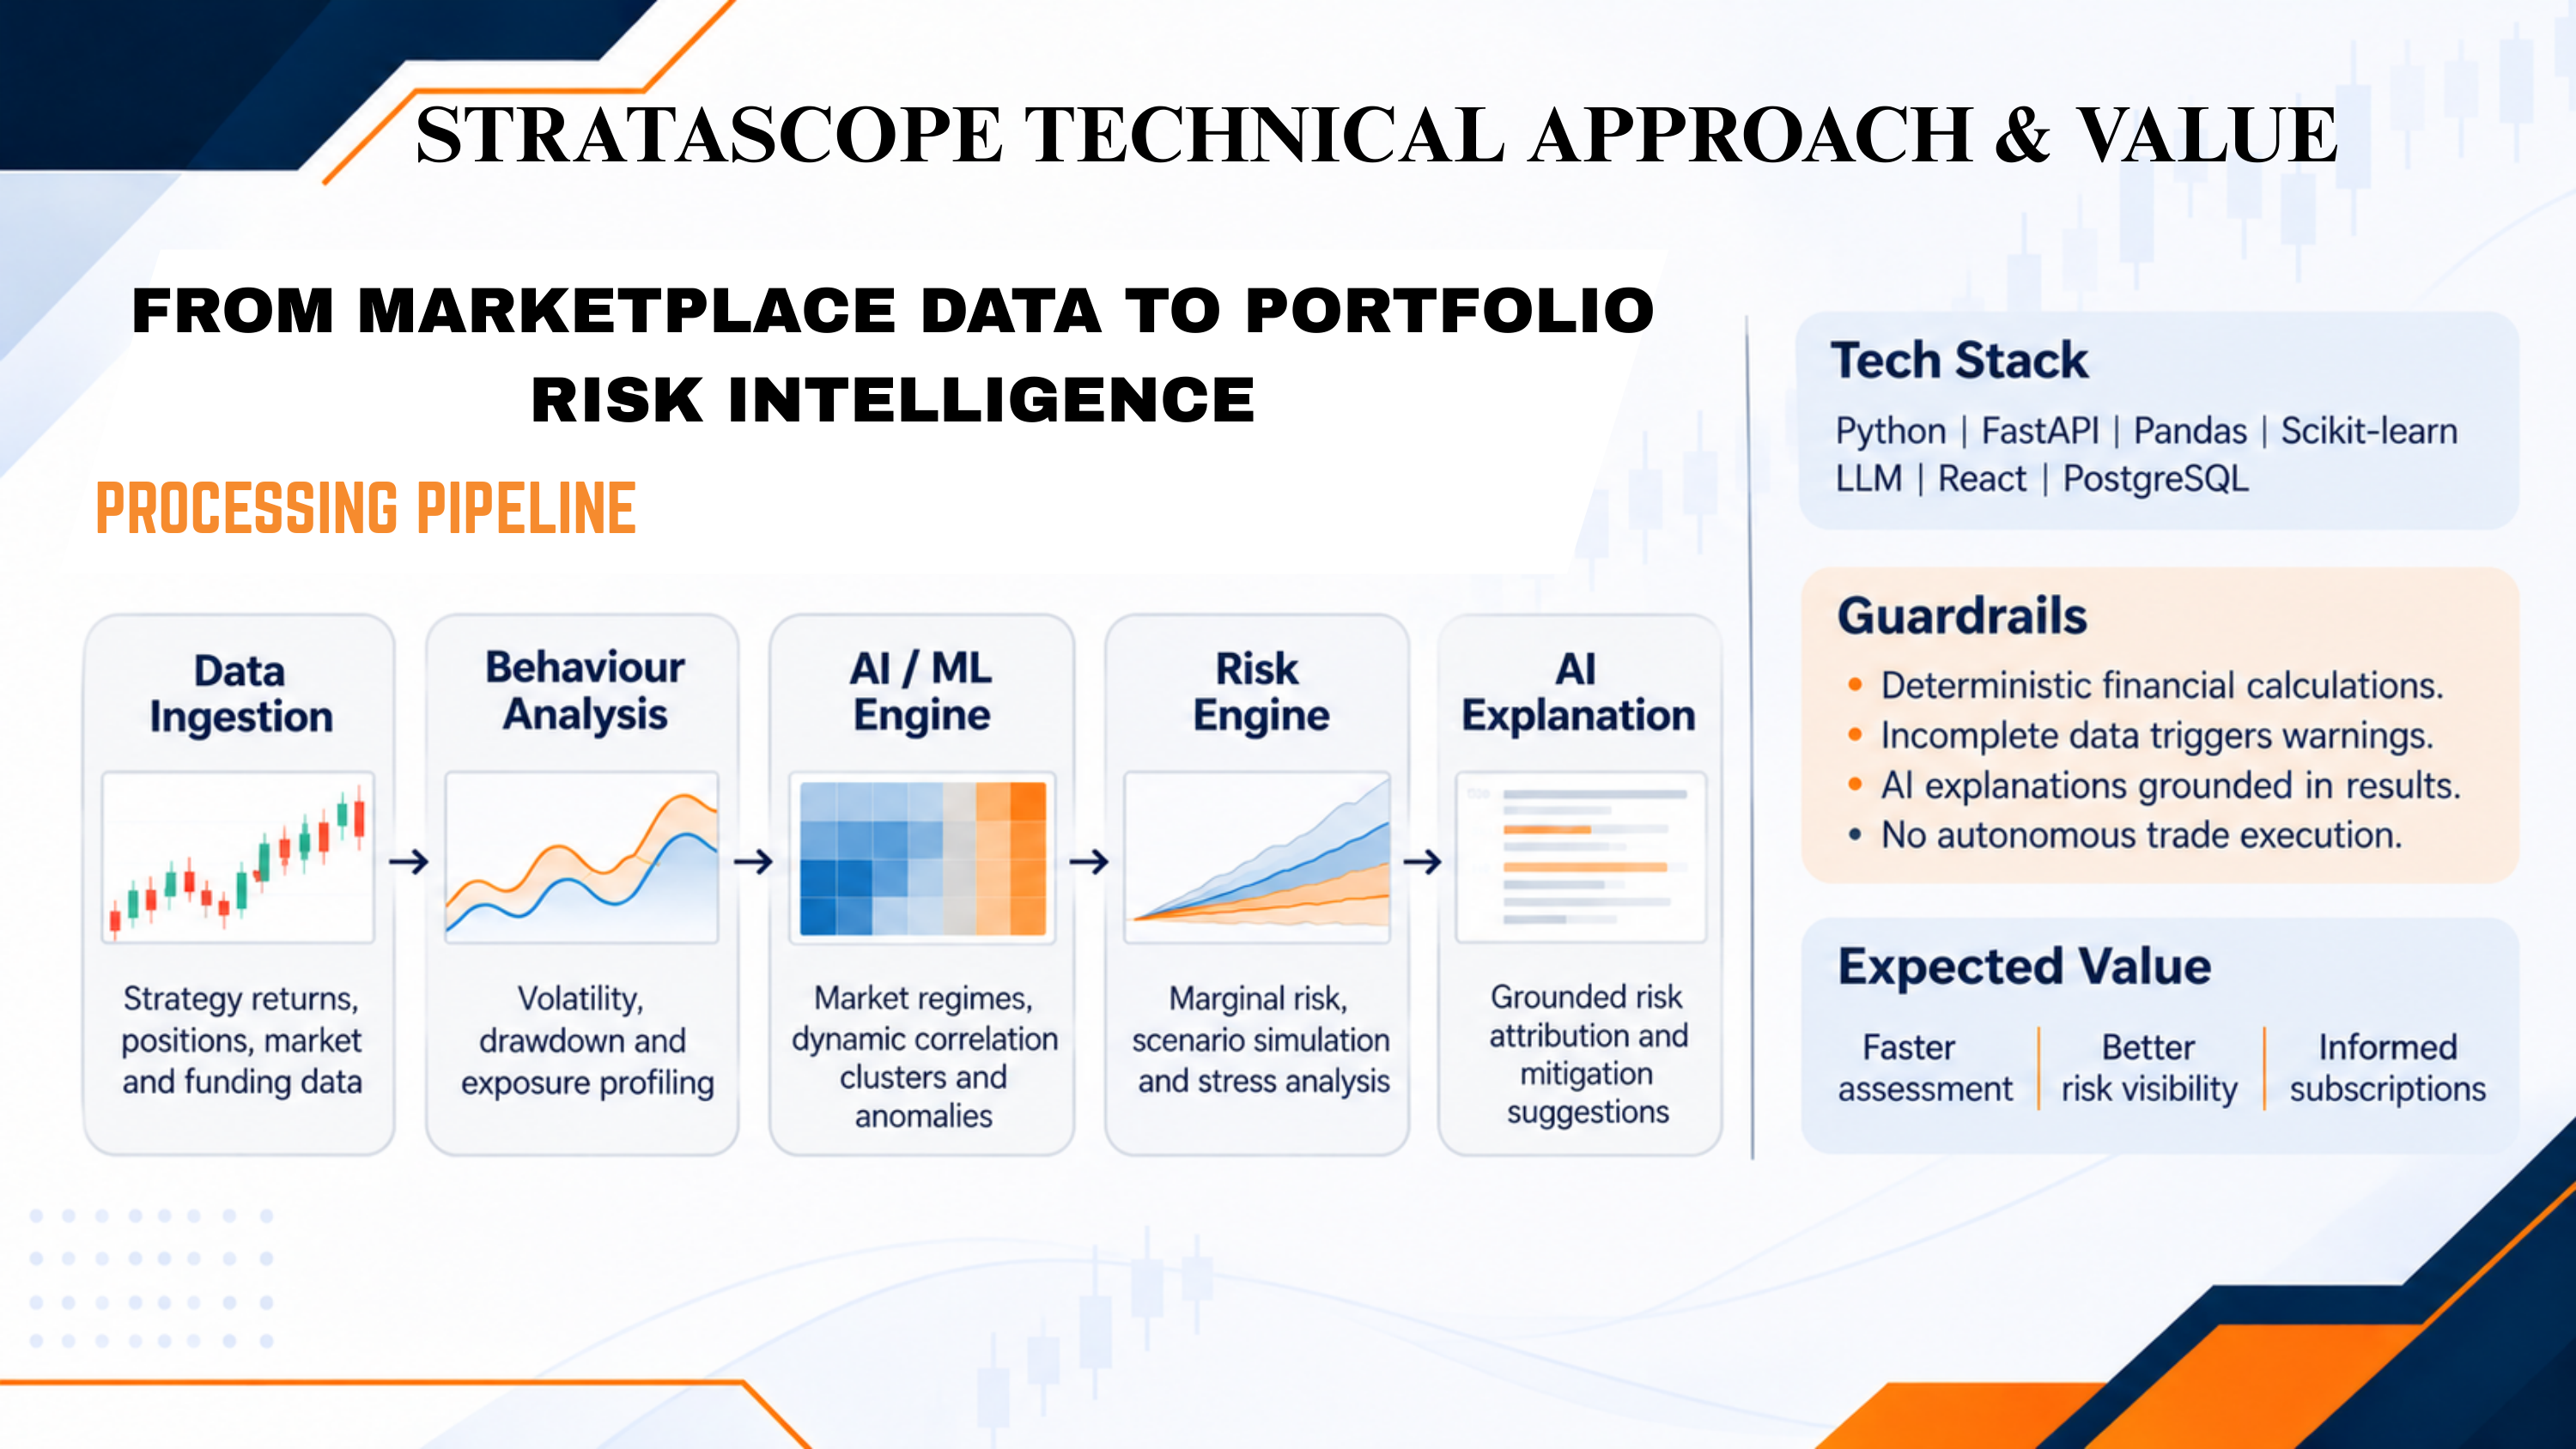 STRATASCOPE TECHNICAL APPROACH & VALUE
FROM MARKETPLACE DATA TO PORTFOLIO
RISK INTELLIGENCE
PROCESSING PIPELINE
Data
Ingestion
Strategy returns,
positions, market
and funding data
Behaviour
Analysis
Volatility,
drawdown and
exposure profiling
AI / ML
Engine
Market regimes,
dynamic correlation
clusters and
anomalies
Risk
Engine
Marginal risk,
scenario simulation
and stress analysis
AI
Explanation
Grounded risk
attribution and
mitigation
suggestions
Tech Stack
Python | FastAPI | Pandas | Scikit-learn
LLM | React | PostgreSQL
Guardrails
• Deterministic financial calculations.
• Incomplete data triggers warnings.
• AI explanations grounded in results.
• No autonomous trade execution.
Expected Value
Faster
assessment
Better
risk visibility
Informed
subscriptions